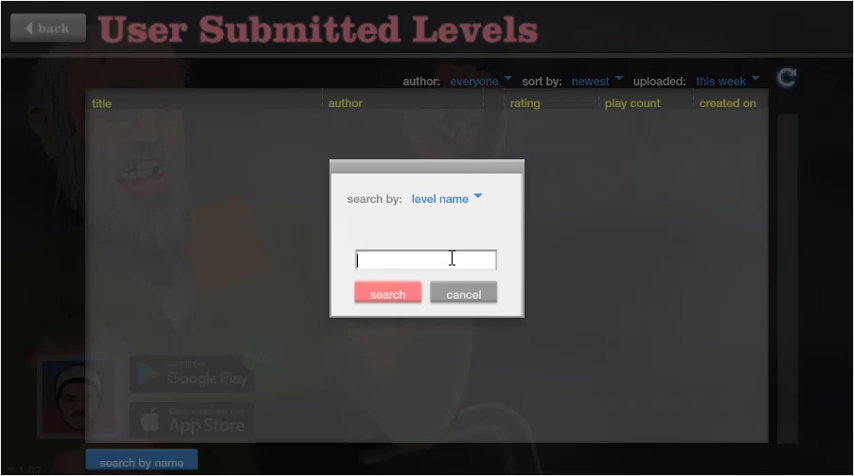 back
User Submitted Levels
author: everyone sort by: newest uploaded: this week
title author rating play count created on
search by: level name
search cancel
Google Play
App Store
search by name